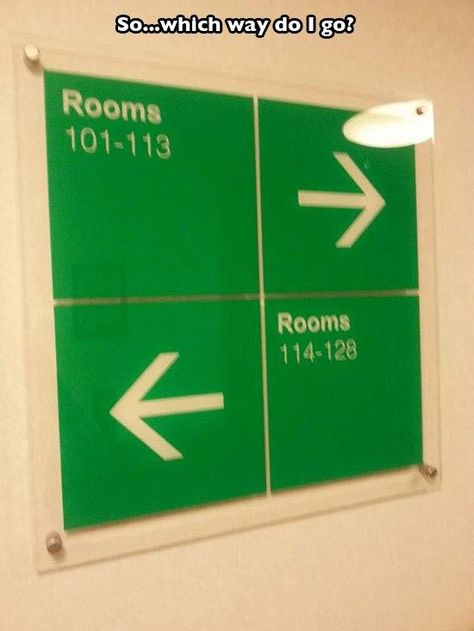 So...which way do I go?
Rooms
101-113
Rooms
114-128